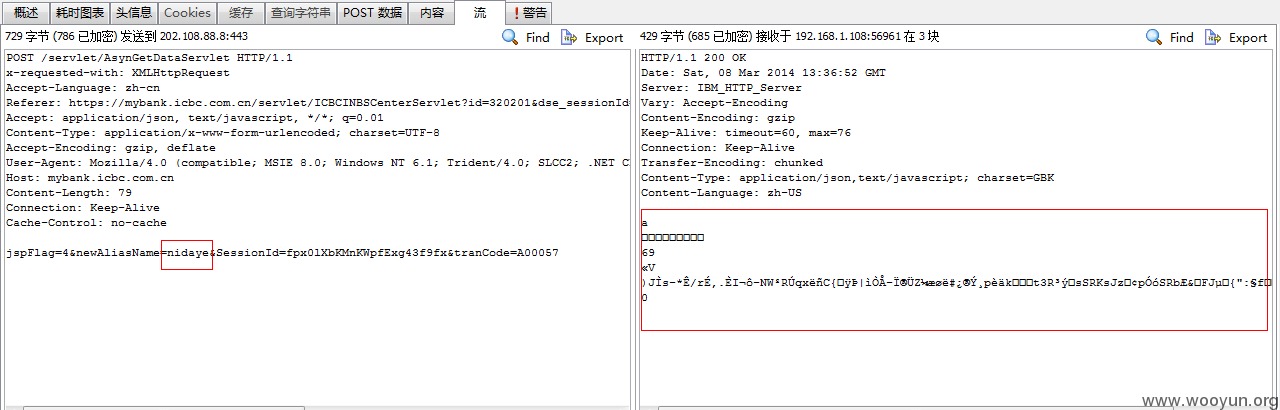 概述 耗时图表 头信息 Cookies 缓存 查询字符串 POST 数据 内容 流 ! 警告
729 字节 (786 已加密) 发送到 202.108.88.8:443
Find Export
POST /servlet/AsynGetDataServlet HTTP/1.1
x-requested-with: XMLHttpRequest
Accept-Language: zh-cn
Referer: https://mybank.icbc.com.cn/servlet/ICBCINBSCenterServlet?id=320201&dse_sessionId
Accept: application/json, text/javascript, */*; q=0.01
Content-Type: application/x-www-form-urlencoded; charset=UTF-8
Accept-Encoding: gzip, deflate
User-Agent: Mozilla/4.0 (compatible; MSIE 8.0; Windows NT 6.1; Trident/4.0; SLCC2; .NET C
Host: mybank.icbc.com.cn
Content-Length: 79
Connection: Keep-Alive
Cache-Control: no-cache
jspFlag=4&newAliasName=nidaye&SessionId=fpx0lXbKMnKWpfExg43f9fx&tranCode=A00057
429 字节 (685 已加密) 接收于 192.168.1.108:56961 在 3 块
Find Export
HTTP/1.1 200 OK
Date: Sat, 08 Mar 2014 13:36:52 GMT
Server: IBM_HTTP_Server
Vary: Accept-Encoding
Content-Encoding: gzip
Keep-Alive: timeout=60, max=76
Connection: Keep-Alive
Transfer-Encoding: chunked
Content-Type: application/json,text/javascript; charset=GBK
Content-Language: zh-US
a
69
«V
0
www.wooyun.org